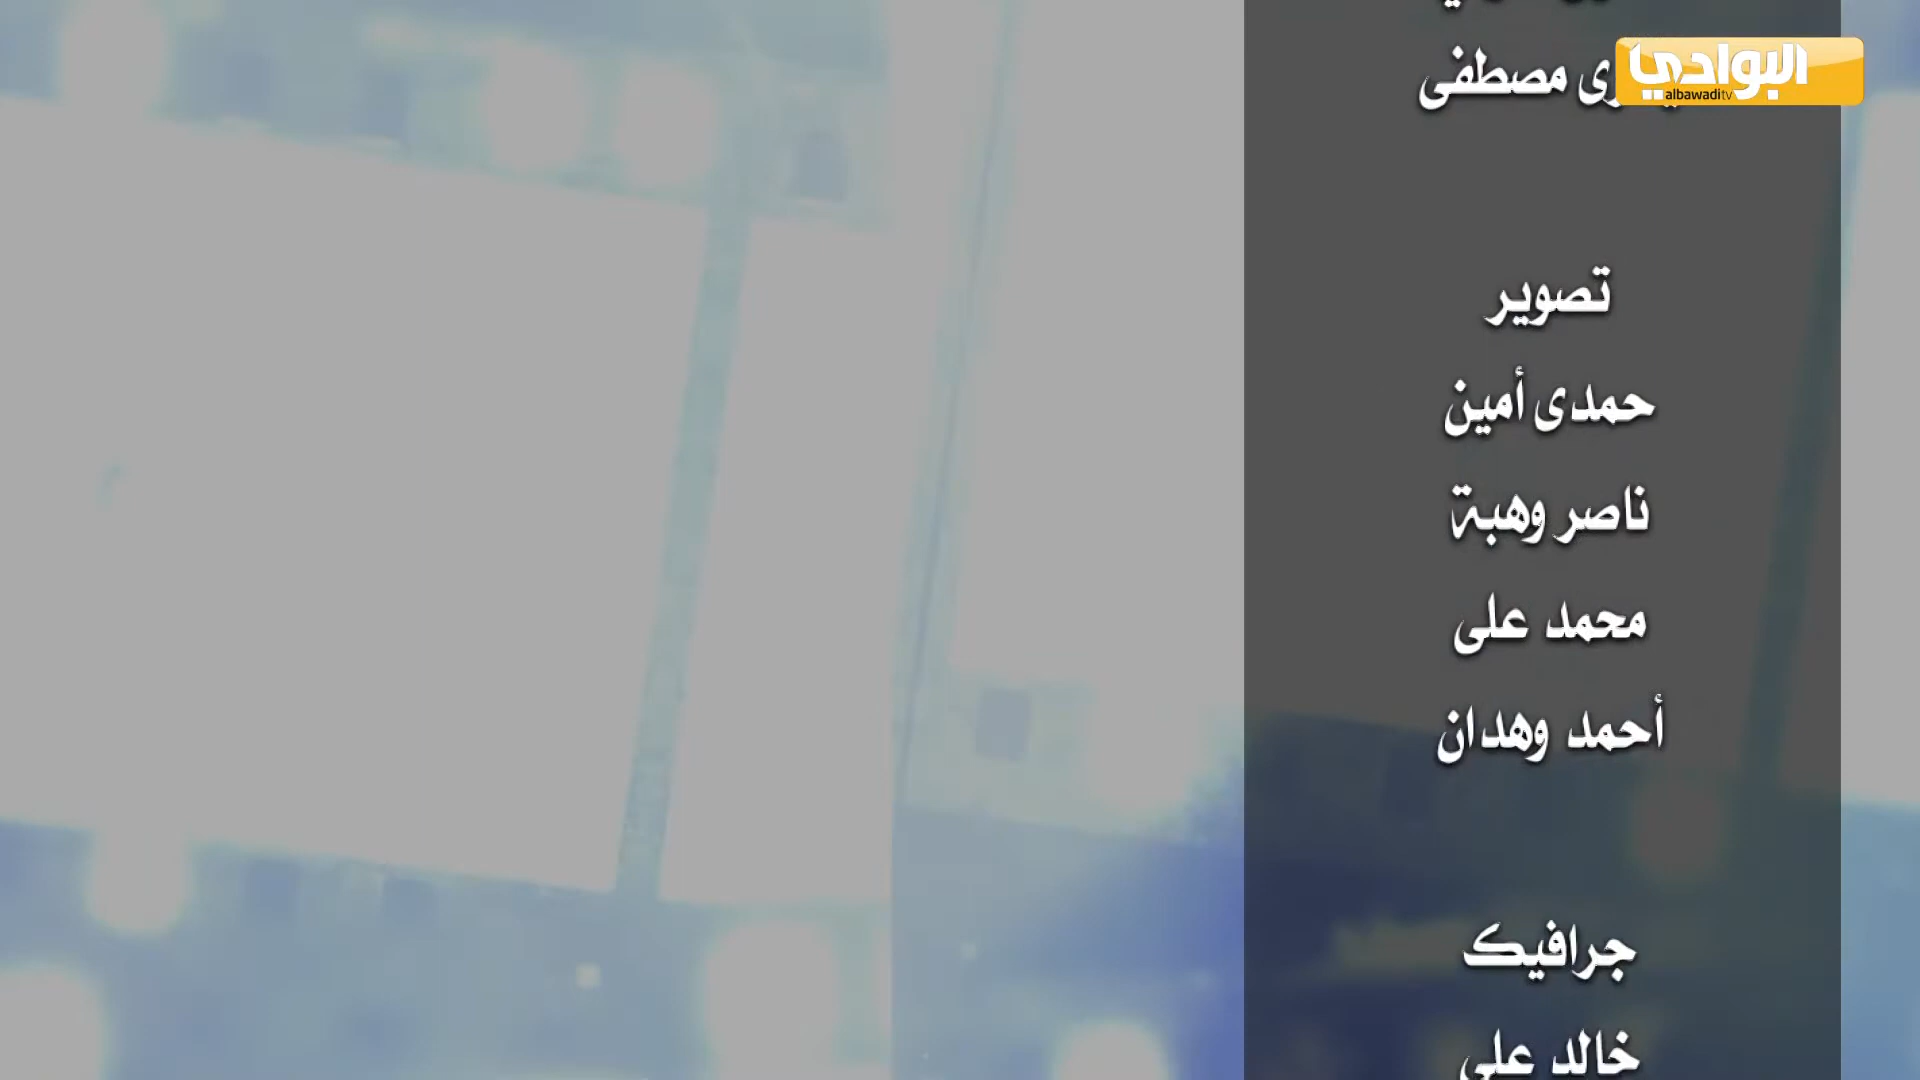 مصطفى
البوادي
albawaditv
تصوير
حمدى أمين
ناصر وهبة
محمد على
أحمد وهدان
جرافيك
خالد على